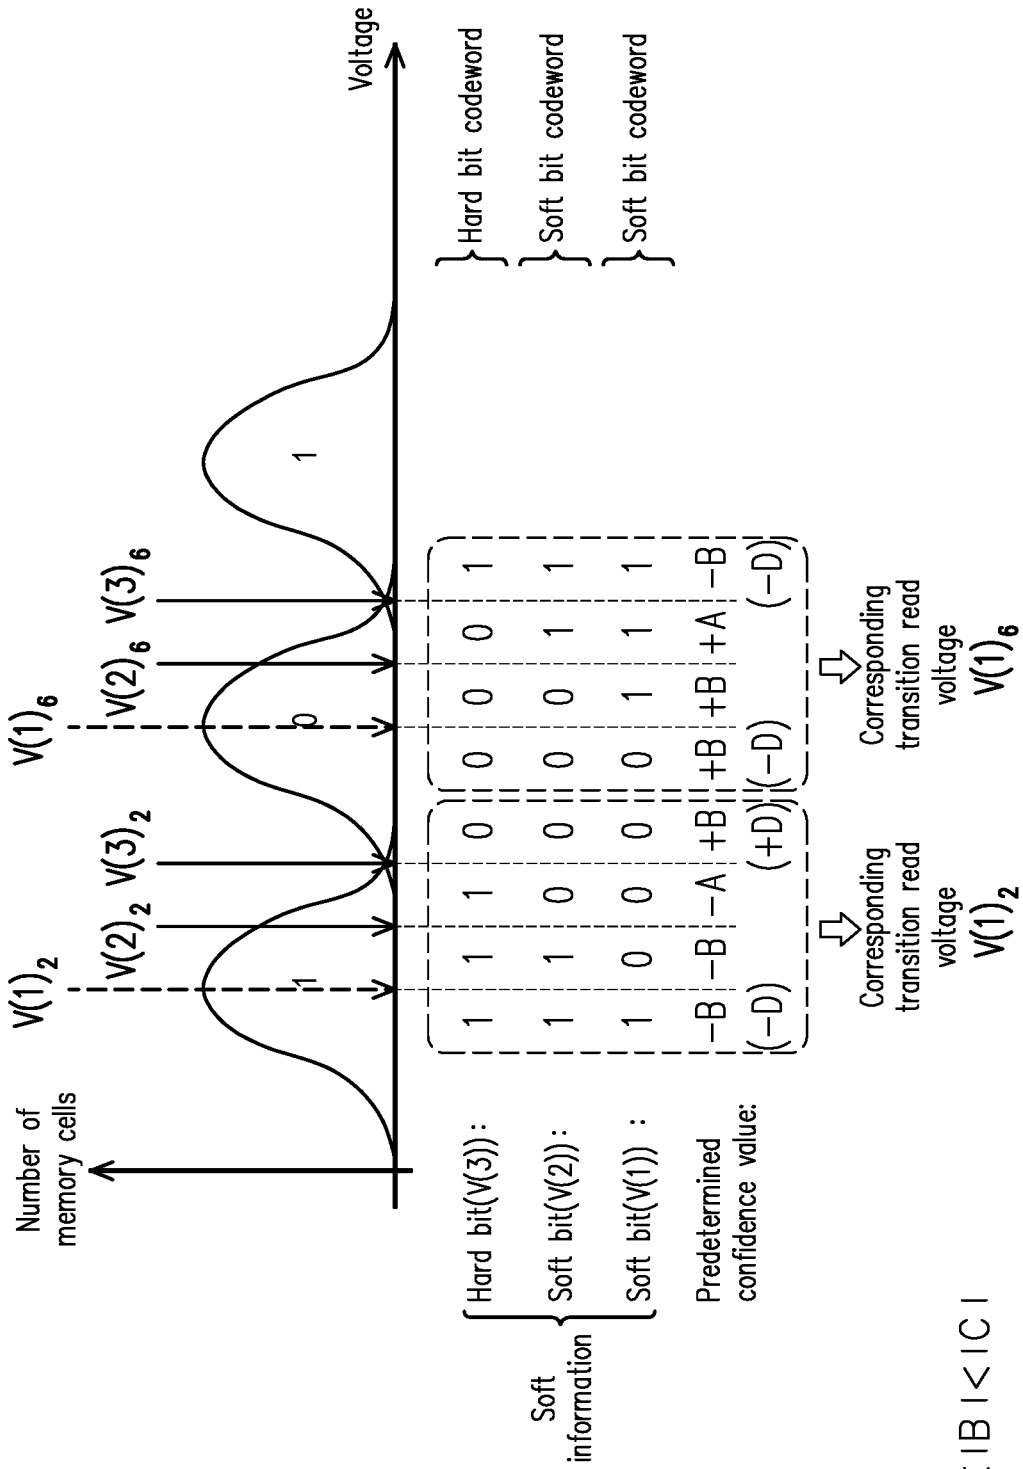 Number of
memory cells
V(1)₂
V(2)₂
V(3)₂
V(1)₆
V(2)₆
V(3)₆
1
0
1
Voltage
Soft
information
Hard bit(V(3)): 1 1 1 0 0 0 0 1
Hard bit codeword
Soft bit(V(2)): 1 1 0 0 0 0 1 1
Soft bit codeword
Soft bit(V(1)) : 1 0 0 0 0 1 1 1
Soft bit codeword
Predetermined
confidence value:
−B −B −A +B +B +B +A −B
(−D) (+D) (−D) (−D)
Corresponding
transition read
voltage
V(1)₂
Corresponding
transition read
voltage
V(1)₆
IB I< IC I